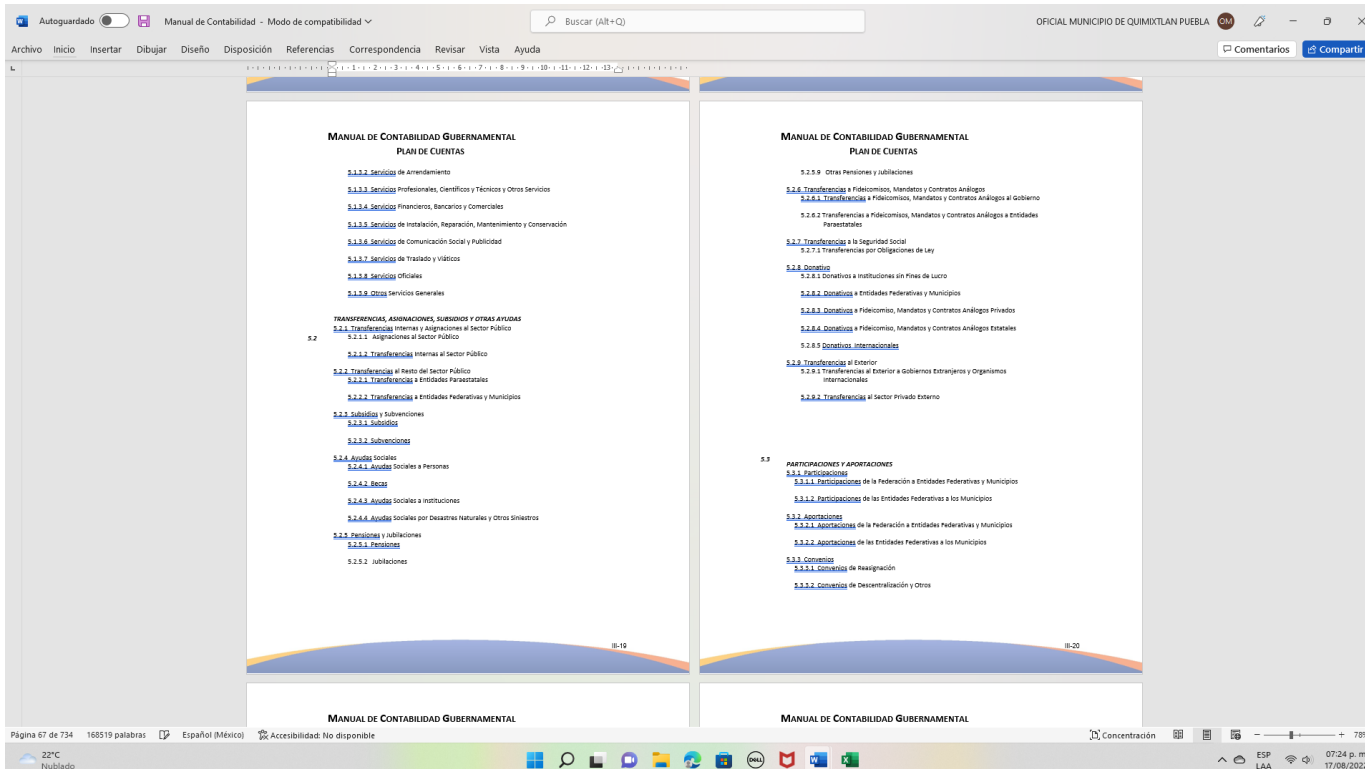 Autoguardado
Manual de Contabilidad - Modo de compatibilidad
Buscar (Alt+Q)
OFICIAL MUNICIPIO DE QUIMIXTLAN PUEBLA
OM
Archivo Inicio Insertar Dibujar Diseño Disposición Referencias Correspondencia Revisar Vista Ayuda
Comentarios
Compartir
1 2 3 4 5 6 7 8 9 10 11 12 13
MANUAL DE CONTABILIDAD GUBERNAMENTAL
PLAN DE CUENTAS
5.1.3.2 Servicios de Arrendamiento
5.1.3.3 Servicios Profesionales, Científicos y Técnicos y Otros Servicios
5.1.3.4 Servicios Financieros, Bancarios y Comerciales
5.1.3.5 Servicios de Instalación, Reparación, Mantenimiento y Conservación
5.1.3.6 Servicios de Comunicación Social y Publicidad
5.1.3.7 Servicios de Traslado y Viáticos
5.1.3.8 Servicios Oficiales
5.1.3.9 Otros Servicios Generales
TRANSFERENCIAS, ASIGNACIONES, SUBSIDIOS Y OTRAS AYUDAS
5.2.1 Transferencias Internas y Asignaciones al Sector Público
5.2 5.2.1.1 Asignaciones al Sector Público
5.2.1.2 Transferencias Internas al Sector Público
5.2.2 Transferencias al Resto del Sector Público
5.2.2.1 Transferencias a Entidades Paraestatales
5.2.2.2 Transferencias a Entidades Federativas y Municipios
5.2.3 Subsidios y Subvenciones
5.2.3.1 Subsidios
5.2.3.2 Subvenciones
5.2.4 Ayudas Sociales
5.2.4.1 Ayudas Sociales a Personas
5.2.4.2 Becas
5.2.4.3 Ayudas Sociales a Instituciones
5.2.4.4 Ayudas Sociales por Desastres Naturales y Otros Siniestros
5.2.5 Pensiones y Jubilaciones
5.2.5.1 Pensiones
5.2.5.2 Jubilaciones
III-19
MANUAL DE CONTABILIDAD GUBERNAMENTAL
PLAN DE CUENTAS
5.2.5.9 Otras Pensiones y Jubilaciones
5.2.6 Transferencias a Fideicomisos, Mandatos y Contratos Análogos
5.2.6.1 Transferencias a Fideicomisos, Mandatos y Contratos Análogos al Gobierno
5.2.6.2 Transferencias a Fideicomisos, Mandatos y Contratos Análogos a Entidades
Paraestatales
5.2.7 Transferencias a la Seguridad Social
5.2.7.1 Transferencias por Obligaciones de Ley
5.2.8 Donativo
5.2.8.1 Donativos a Instituciones sin Fines de Lucro
5.2.8.2 Donativos a Entidades Federativas y Municipios
5.2.8.3 Donativos a Fideicomiso, Mandatos y Contratos Análogos Privados
5.2.8.4 Donativos a Fideicomiso, Mandatos y Contratos Análogos Estatales
5.2.8.5 Donativos Internacionales
5.2.9 Transferencias al Exterior
5.2.9.1 Transferencias al Exterior a Gobiernos Extranjeros y Organismos
Internacionales
5.2.9.2 Transferencias al Sector Privado Externo
5.3
PARTICIPACIONES Y APORTACIONES
5.3.1 Participaciones
5.3.1.1 Participaciones de la Federación a Entidades Federativas y Municipios
5.3.1.2 Participaciones de las Entidades Federativas a los Municipios
5.3.2 Aportaciones
5.3.2.1 Aportaciones de la Federación a Entidades Federativas y Municipios
5.3.2.2 Aportaciones de las Entidades Federativas a los Municipios
5.3.3 Convenios
5.3.3.1 Convenios de Reasignación
5.3.3.2 Convenios de Descentralización y Otros
III-20
MANUAL DE CONTABILIDAD GUBERNAMENTAL
MANUAL DE CONTABILIDAD GUBERNAMENTAL
Página 67 de 734 168519 palabras Español (México) Accesibilidad: No disponible
Concentración
78%
22°C
Nublado
DELL
ESP
LAA
07:24 p. m.
17/08/2022